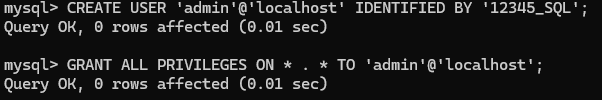 mysql> CREATE USER 'admin'@'localhost' IDENTIFIED BY '12345_SQL';
Query OK, 0 rows affected (0.01 sec)
mysql> GRANT ALL PRIVILEGES ON * . * TO 'admin'@'localhost';
Query OK, 0 rows affected (0.01 sec)